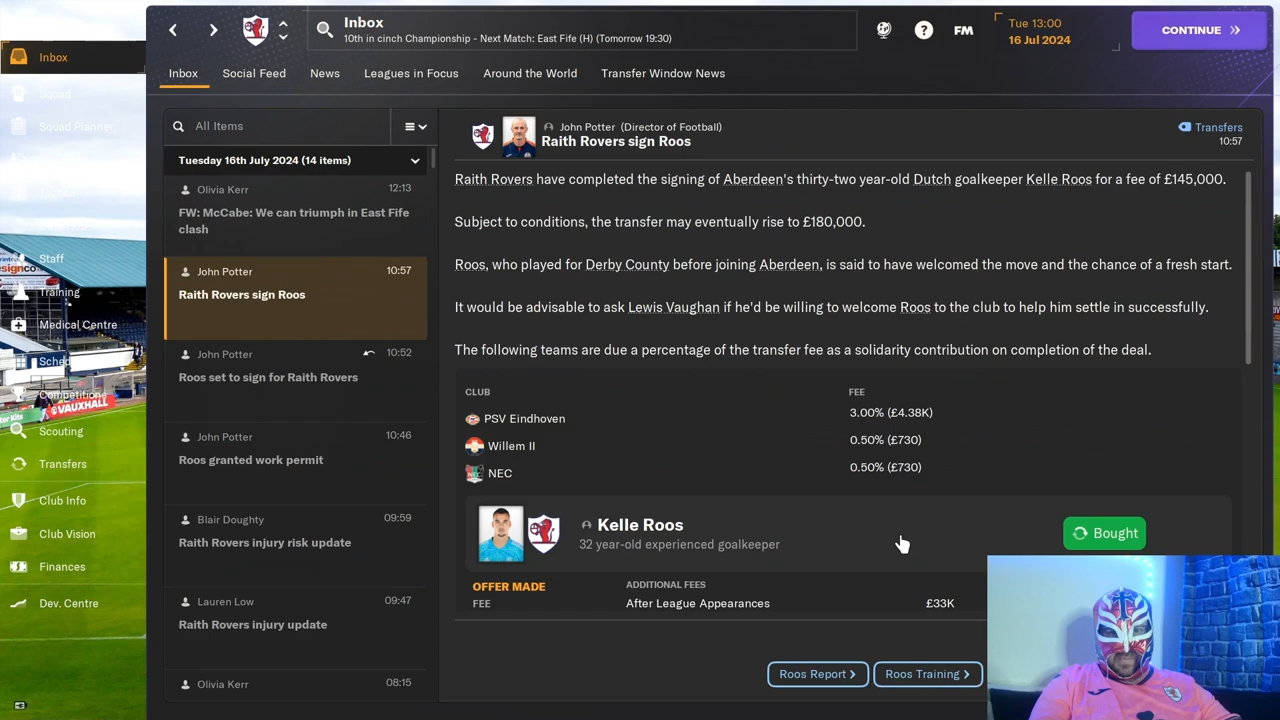 Inbox
10th in cinch Championship - Next Match: East Fife (H) (Tomorrow 19:30)
FM
Tue 13:00
16 Jul 2024
CONTINUE
Inbox
Social Feed
News
Leagues in Focus
Around the World
Transfer Window News
Inbox
Squad
Squad Planner
Staff
Training
Medical Centre
Sched
Competitions
VAUXHALL
Scouting
Transfers
Club Info
Club Vision
Finances
Dev. Centre
All Items
Tuesday 16th July 2024 (14 items)
Olivia Kerr 12:13
FW: McCabe: We can triumph in East Fife
clash
John Potter 10:57
Raith Rovers sign Roos
John Potter 10:52
Roos set to sign for Raith Rovers
John Potter 10:46
Roos granted work permit
Blair Doughty 09:59
Raith Rovers injury risk update
Lauren Low 09:47
Raith Rovers injury update
Olivia Kerr 08:15
John Potter (Director of Football)
Raith Rovers sign Roos
Transfers
10:57
Raith Rovers have completed the signing of Aberdeen's thirty-two year-old Dutch goalkeeper Kelle Roos for a fee of £145,000.
Subject to conditions, the transfer may eventually rise to £180,000.
Roos, who played for Derby County before joining Aberdeen, is said to have welcomed the move and the chance of a fresh start.
It would be advisable to ask Lewis Vaughan if he'd be willing to welcome Roos to the club to help him settle in successfully.
The following teams are due a percentage of the transfer fee as a solidarity contribution on completion of the deal.
CLUB FEE
PSV Eindhoven 3.00% (£4.38K)
Willem II 0.50% (£730)
NEC 0.50% (£730)
Kelle Roos
32 year-old experienced goalkeeper
Bought
OFFER MADE
ADDITIONAL FEES
FEE
After League Appearances £33K
Roos Report
Roos Training